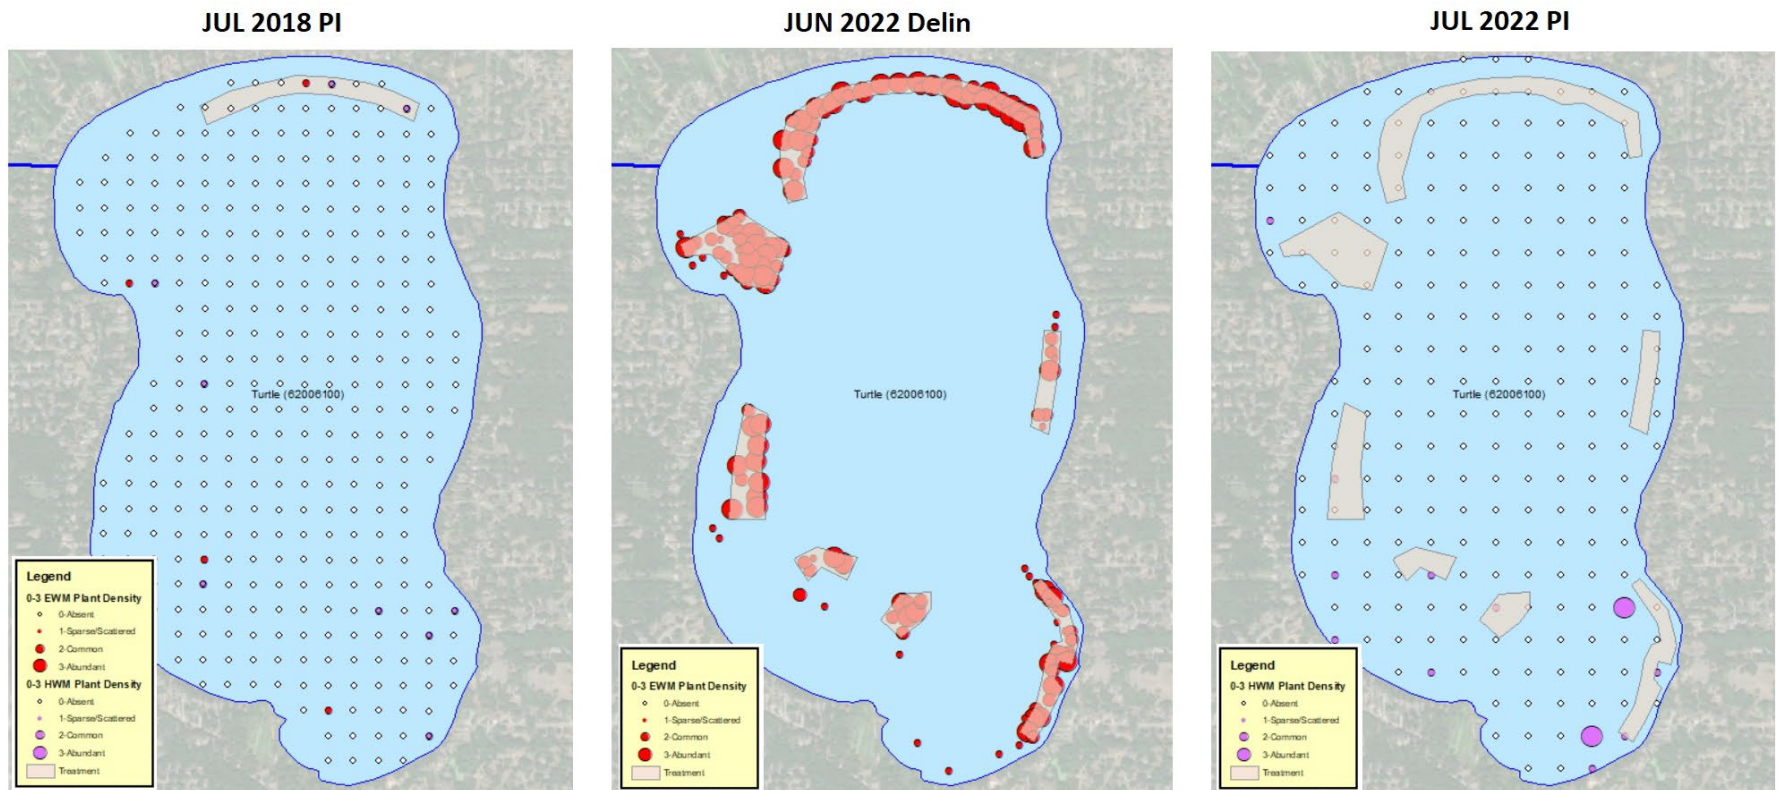 JUL 2018 PI
JUN 2022 Delin
JUL 2022 PI
Turtle (62006100)
Turtle (62006100)
Turtle (62006100)
Legend
0-3 EWM Plant Density
0-Absent
1-Sparse/Scattered
2-Common
3-Abundant
0-3 HWM Plant Density
0-Absent
1-Sparse/Scattered
2-Common
3-Abundant
Treatment
Legend
0-3 EWM Plant Density
0-Absent
1-Sparse/Scattered
2-Common
3-Abundant
Treatment
Legend
0-3 HWM Plant Density
0-Absent
1-Sparse/Scattered
2-Common
3-Abundant
Treatment